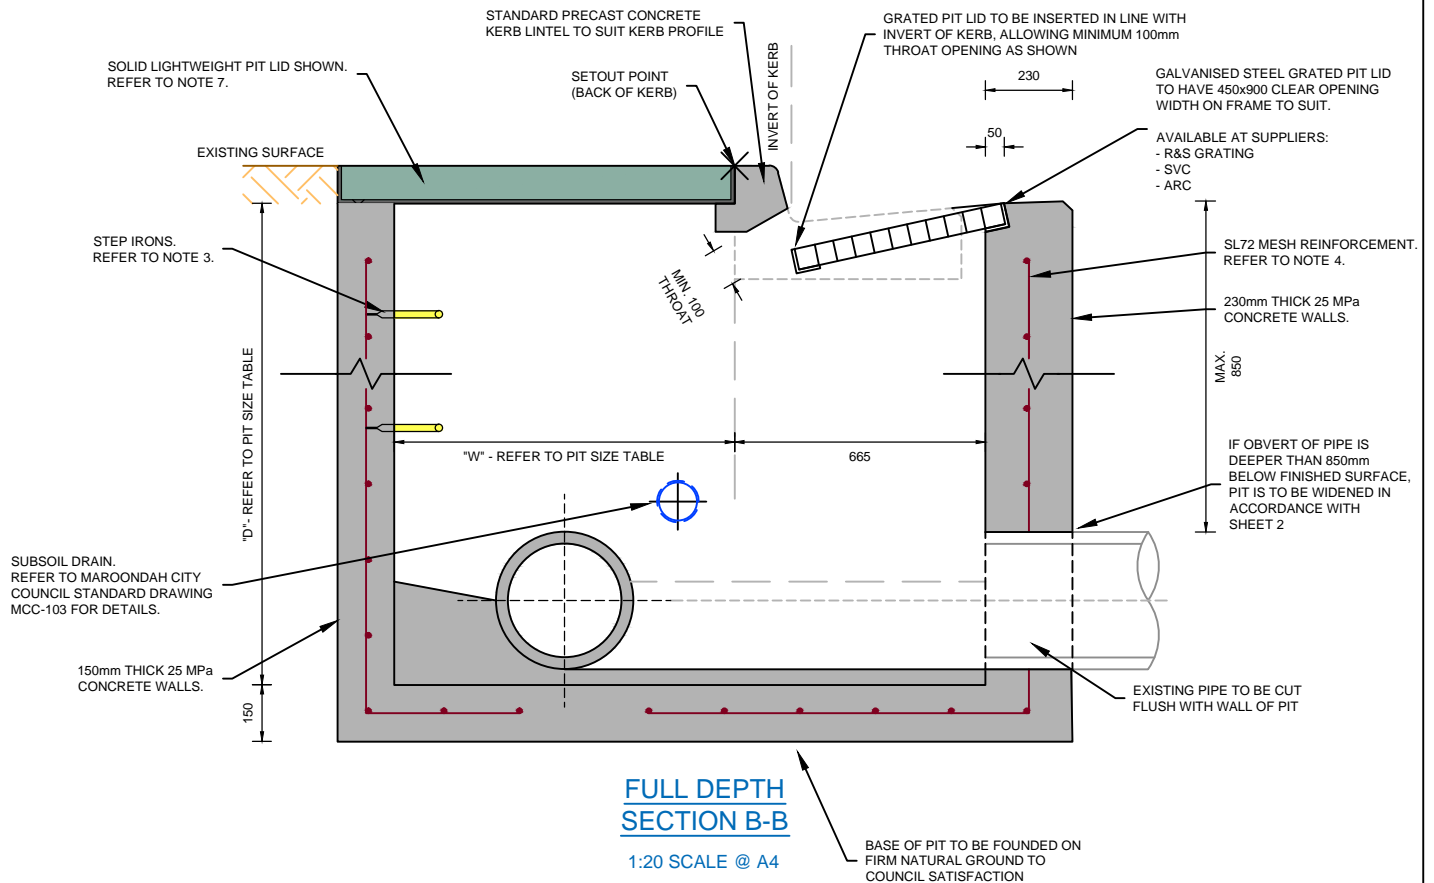 STANDARD PRECAST CONCRETE
KERB LINTEL TO SUIT KERB PROFILE
GRATED PIT LID TO BE INSERTED IN LINE WITH
INVERT OF KERB, ALLOWING MINIMUM 100mm
THROAT OPENING AS SHOWN
SOLID LIGHTWEIGHT PIT LID SHOWN.
REFER TO NOTE 7.
SETOUT POINT
(BACK OF KERB)
INVERT OF KERB
230
GALVANISED STEEL GRATED PIT LID
TO HAVE 450x900 CLEAR OPENING
WIDTH ON FRAME TO SUIT.
50
AVAILABLE AT SUPPLIERS:
- R&S GRATING
- SVC
- ARC
EXISTING SURFACE
STEP IRONS.
REFER TO NOTE 3.
MIN. 100
THROAT
SL72 MESH REINFORCEMENT.
REFER TO NOTE 4.
230mm THICK 25 MPa
CONCRETE WALLS.
MAX.
850
"D"- REFER TO PIT SIZE TABLE
"W" - REFER TO PIT SIZE TABLE
665
IF OBVERT OF PIPE IS
DEEPER THAN 850mm
BELOW FINISHED SURFACE,
PIT IS TO BE WIDENED IN
ACCORDANCE WITH
SHEET 2
SUBSOIL DRAIN.
REFER TO MAROONDAH CITY
COUNCIL STANDARD DRAWING
MCC-103 FOR DETAILS.
150mm THICK 25 MPa
CONCRETE WALLS.
150
EXISTING PIPE TO BE CUT
FLUSH WITH WALL OF PIT
FULL DEPTH
SECTION B-B
1:20 SCALE @ A4
BASE OF PIT TO BE FOUNDED ON
FIRM NATURAL GROUND TO
COUNCIL SATISFACTION